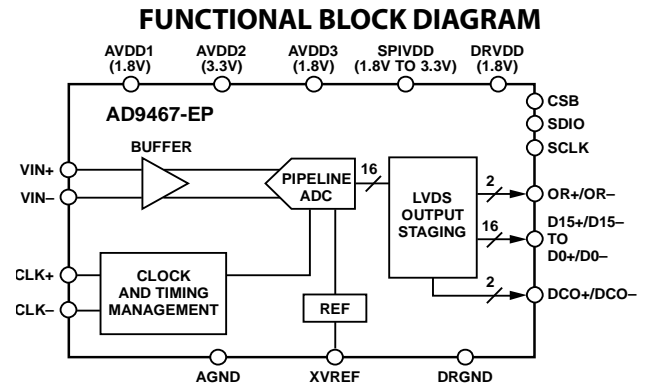 FUNCTIONAL BLOCK DIAGRAM
AVDD1
(1.8V)
AVDD2
(3.3V)
AVDD3
(1.8V)
SPIVDD
(1.8V TO 3.3V)
DRVDD
(1.8V)
AD9467-EP
CSB
SDIO
SCLK
BUFFER
VIN+
VIN–
PIPELINE
ADC
16
LVDS
OUTPUT
STAGING
2
OR+/OR–
16
D15+/D15–
TO
D0+/D0–
2
DCO+/DCO–
CLK+
CLK–
CLOCK
AND TIMING
MANAGEMENT
REF
AGND
XVREF
DRGND